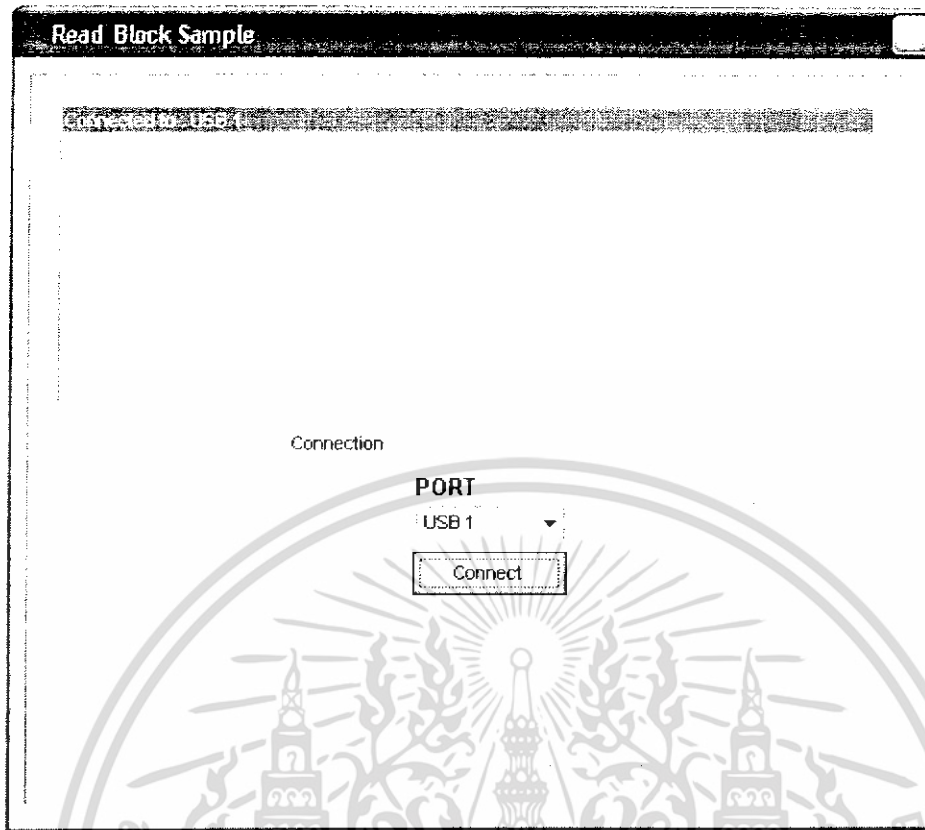 Read Block Sample
Connected to : USB 1
Connection
PORT
USB 1
Connect